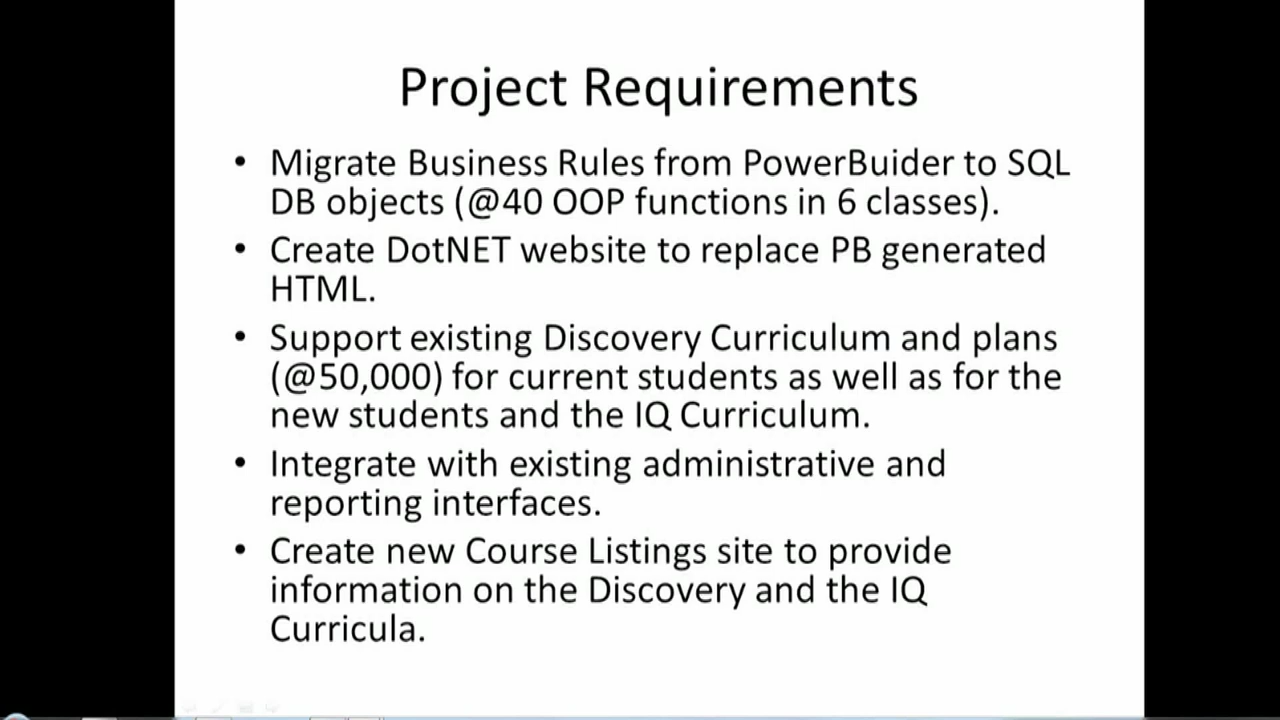 Project Requirements
• Migrate Business Rules from PowerBuider to SQL
DB objects (@40 OOP functions in 6 classes).
• Create DotNET website to replace PB generated
HTML.
• Support existing Discovery Curriculum and plans
(@50,000) for current students as well as for the
new students and the IQ Curriculum.
• Integrate with existing administrative and
reporting interfaces.
• Create new Course Listings site to provide
information on the Discovery and the IQ
Curricula.